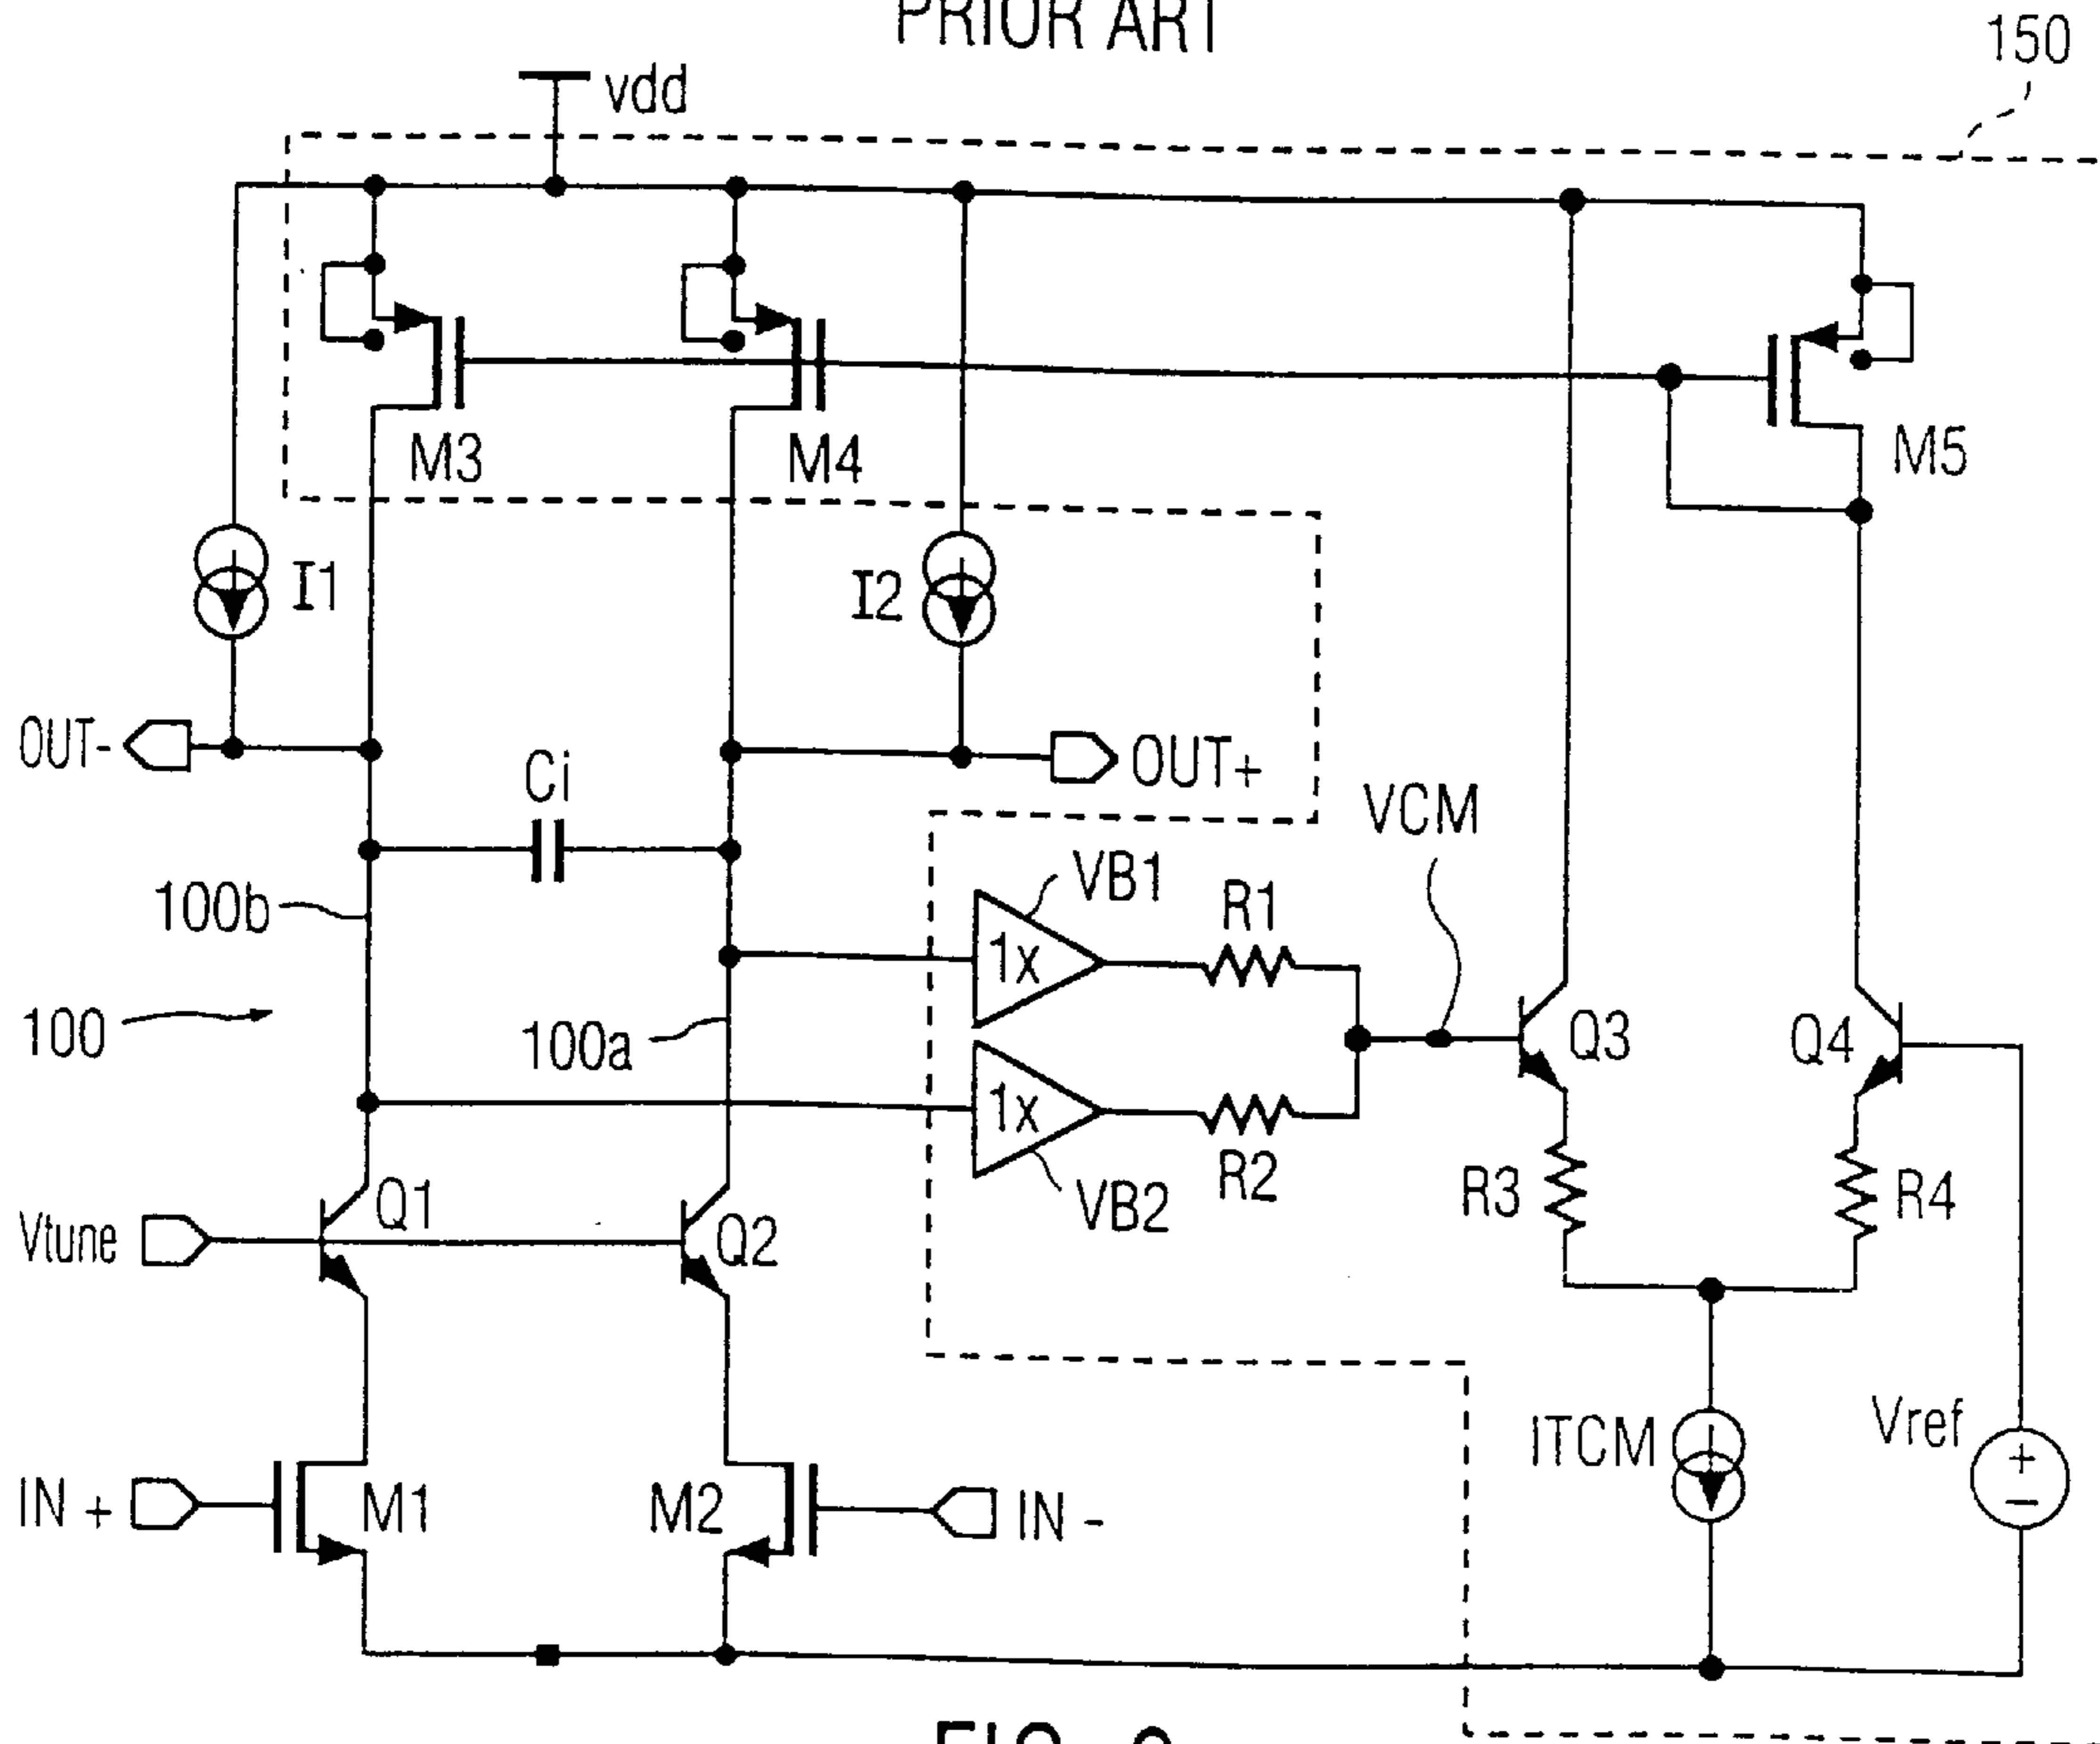 PRIOR ART
150
vdd
M3
M4
M5
I1
I2
OUT-
Ci
OUT+
VCM
100b
VB1
R1
1x
100
100a
Q3
Q4
1x
R2
VB2
R3
R4
Q1
Vtune
Q2
ITCM
Vref
+
-
IN +
M1
M2
IN -